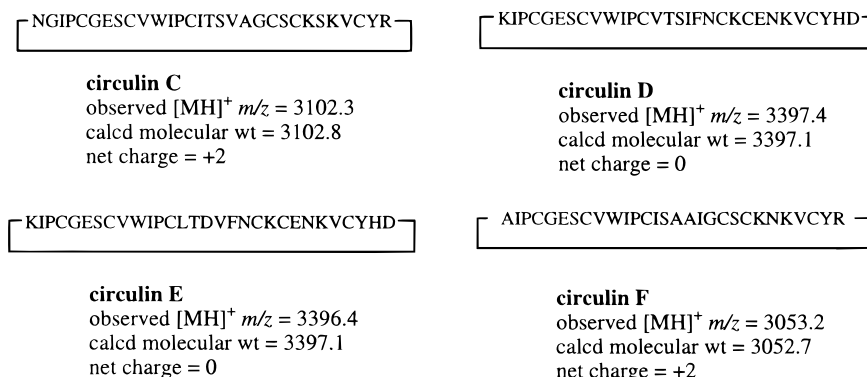 NGIPCGESCVWIPCITSVAGCSCKSKVCYR
circulin C
observed [MH]+ m/z = 3102.3
calcd molecular wt = 3102.8
net charge = +2
KIPCGESCVWIPCVTSIFNCKCENKVCYHD
circulin D
observed [MH]+ m/z = 3397.4
calcd molecular wt = 3397.1
net charge = 0
KIPCGESCVWIPCLTDVFNCKCENKVCYHD
circulin E
observed [MH]+ m/z = 3396.4
calcd molecular wt = 3397.1
net charge = 0
AIPCGESCVWIPCISAAIGCSCKNKVCYR
circulin F
observed [MH]+ m/z = 3053.2
calcd molecular wt = 3052.7
net charge = +2